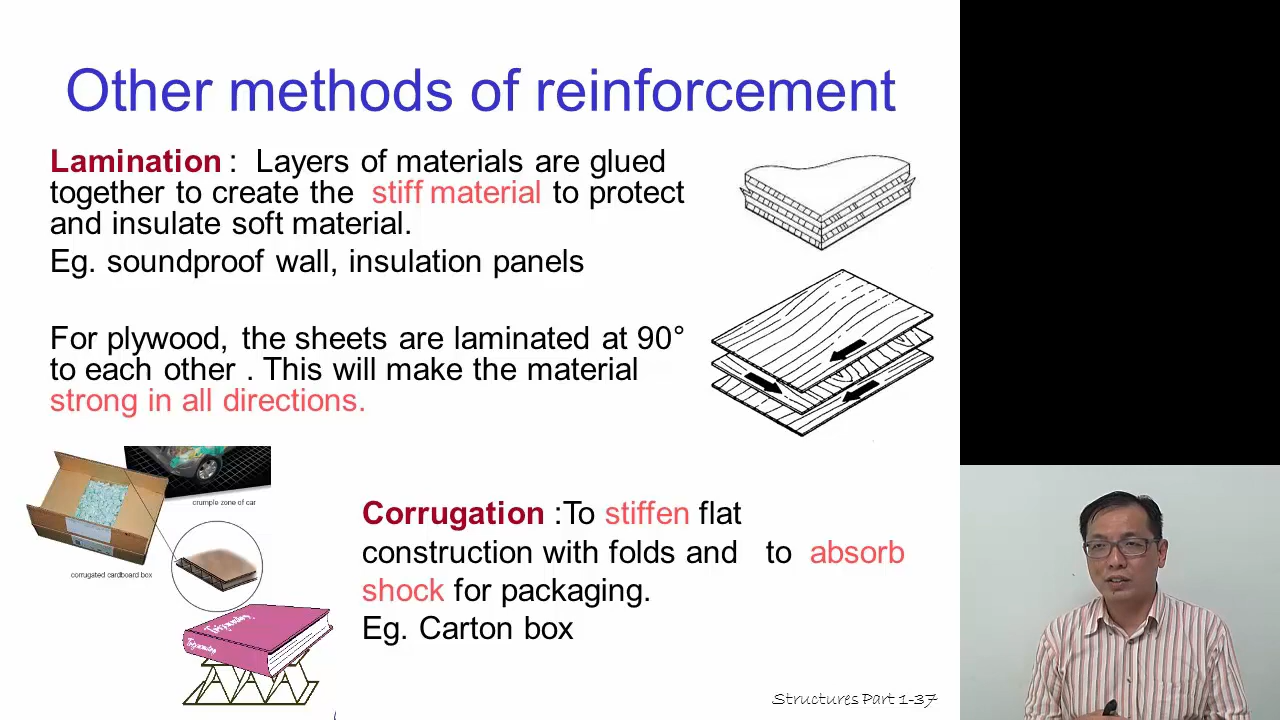 Other methods of reinforcement
Lamination : Layers of materials are glued
together to create the stiff material to protect
and insulate soft material.
Eg. soundproof wall, insulation panels
For plywood, the sheets are laminated at 90°
to each other . This will make the material
strong in all directions.
crumple zone of car
corrugated cardboard box
Corrugation :To stiffen flat
construction with folds and to absorb
shock for packaging.
Eg. Carton box
Structures Part 1-37